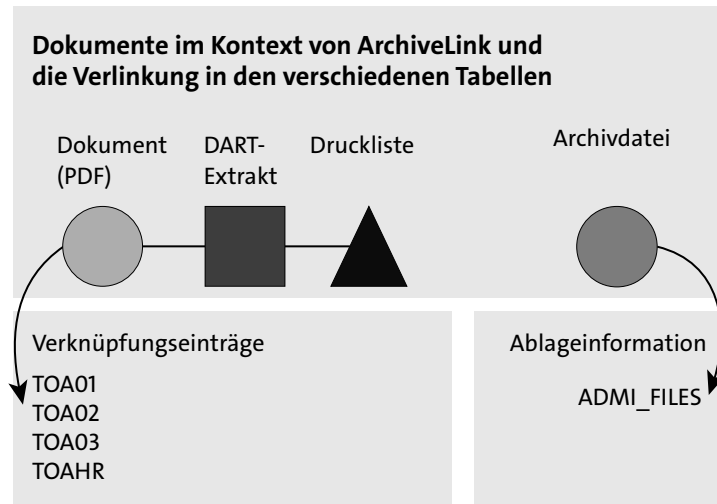 Dokumente im Kontext von ArchiveLink und
die Verlinkung in den verschiedenen Tabellen
Dokument
(PDF)
DART-
Extrakt
Druckliste
Archivdatei
Verknüpfungseinträge
TOA01
TOA02
TOA03
TOAHR
Ablageinformation
ADMI_FILES